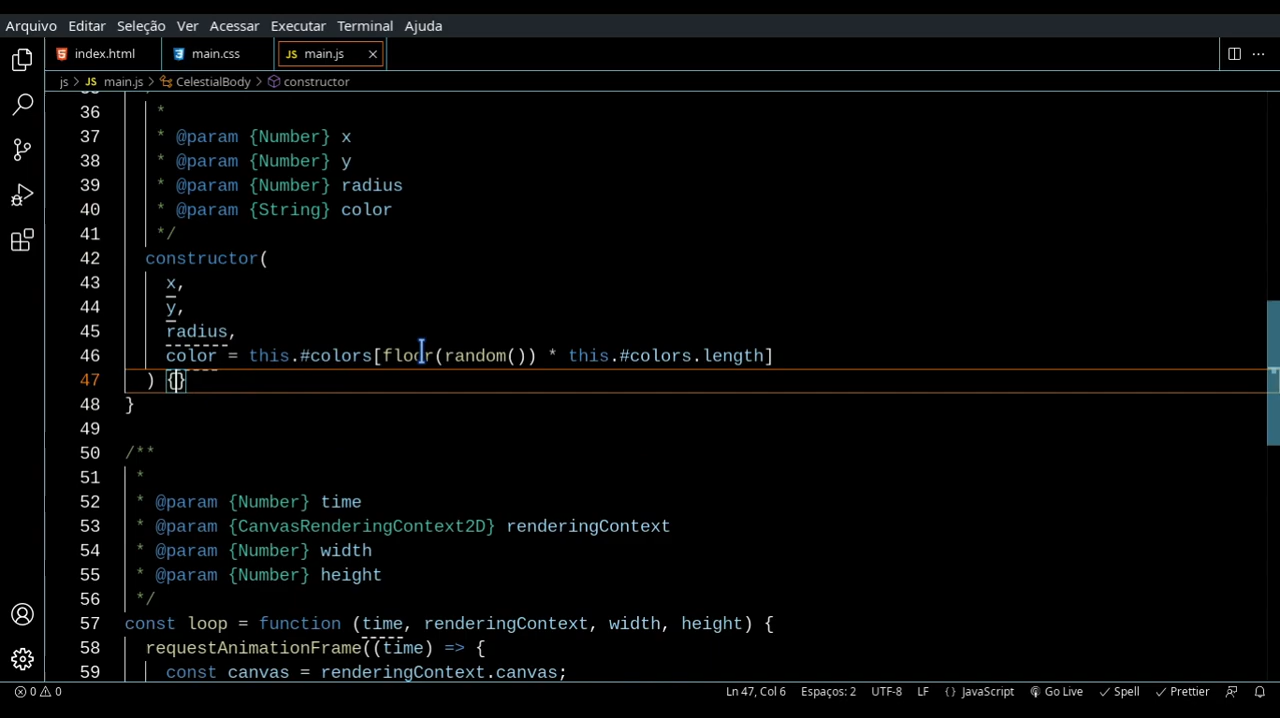 Arquivo Editar Seleção Ver Acessar Executar Terminal Ajuda
index.html main.css JS main.js
js > JS main.js > CelestialBody > constructor
36 *
37 * @param {Number} x
38 * @param {Number} y
39 * @param {Number} radius
40 * @param {String} color
41 */
42 constructor(
43 x,
44 y,
45 radius,
46 color = this.#colors[floor(random()) * this.#colors.length]
47 ) {}
48 }
49
50 /**
51 *
52 * @param {Number} time
53 * @param {CanvasRenderingContext2D} renderingContext
54 * @param {Number} width
55 * @param {Number} height
56 */
57 const loop = function (time, renderingContext, width, height) {
58 requestAnimationFrame((time) => {
59 const canvas = renderingContext.canvas;
0 0 Ln 47, Col 6 Espaços: 2 UTF-8 LF {} JavaScript Go Live Spell Prettier